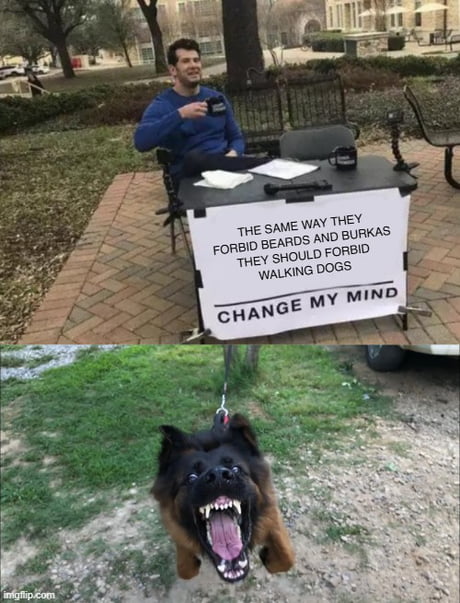 THE SAME WAY THEY
FORBID BEARDS AND BURKAS
THEY SHOULD FORBID
WALKING DOGS
CHANGE MY MIND
imgflip.com